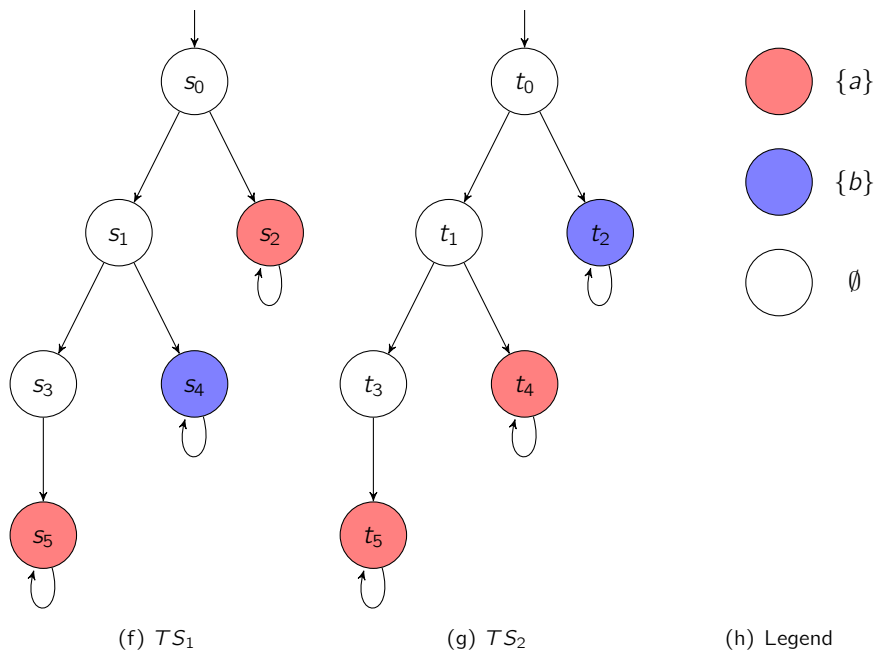 s₀
t₀
{a}
{b}
s₁
s₂
t₁
t₂
∅
s₃
s₄
t₃
t₄
s₅
t₅
(f) TS₁
(g) TS₂
(h) Legend